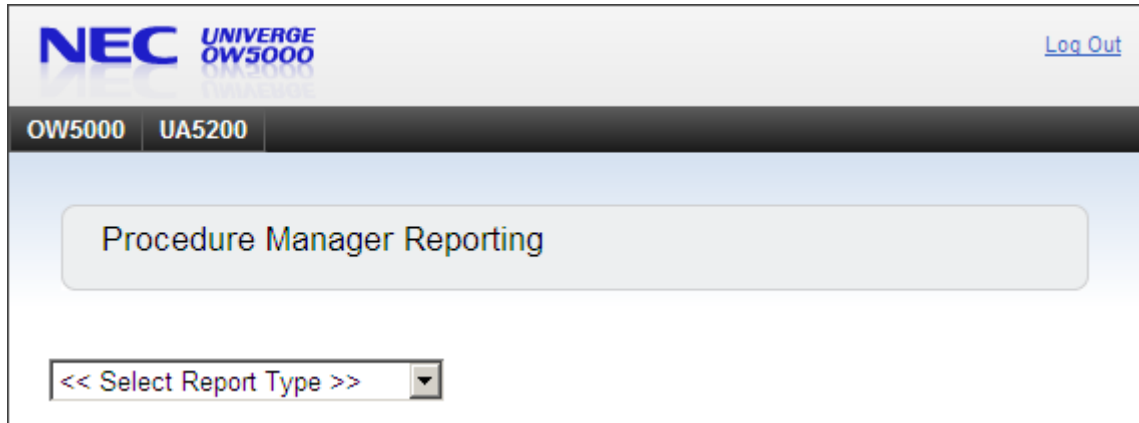 NEC UNIVERGE
OW5000
Log Out
OW5000 UA5200
Procedure Manager Reporting
<< Select Report Type >>